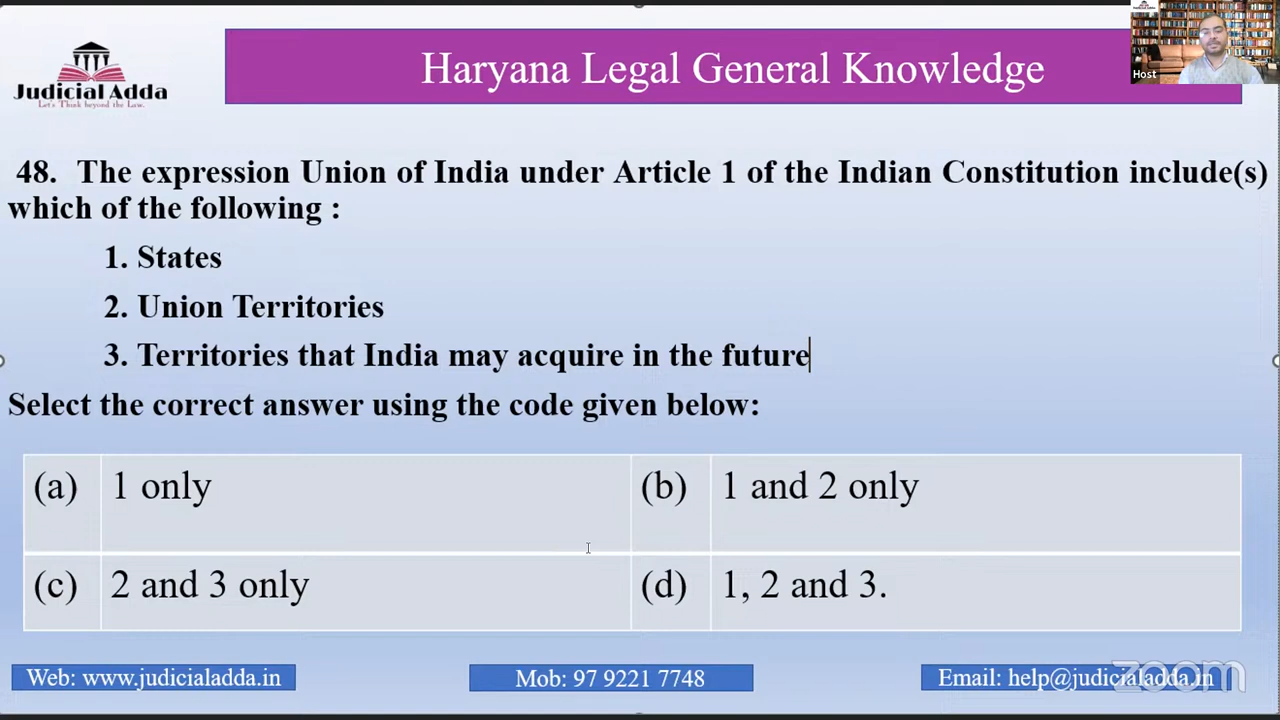 Judicial Adda
Let's Think beyond the Law.
Haryana Legal General Knowledge
Host
48. The expression Union of India under Article 1 of the Indian Constitution include(s)
which of the following :
1. States
2. Union Territories
3. Territories that India may acquire in the future
Select the correct answer using the code given below:
(a) 1 only (b) 1 and 2 only
(c) 2 and 3 only (d) 1, 2 and 3.
Web: www.judicialadda.in Mob: 97 9221 7748 Email: help@judicialadda.in
zoom